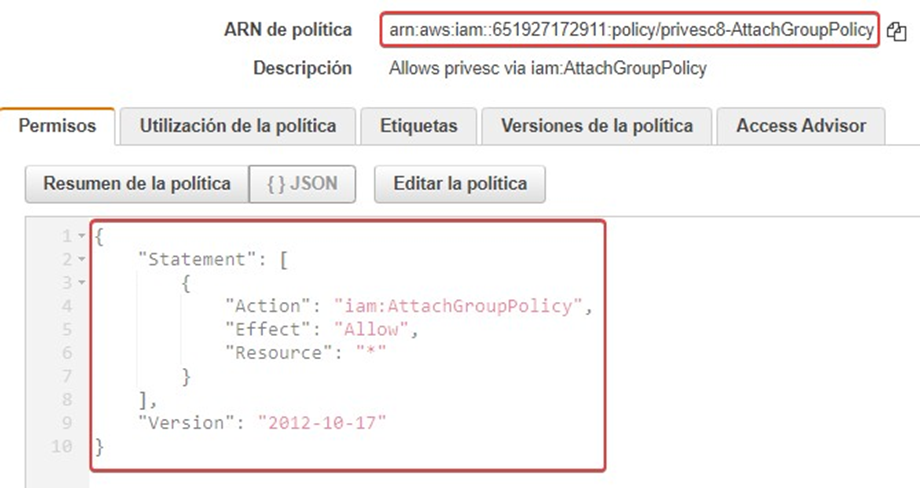 ARN de política arn:aws:iam::651927172911:policy/privesc8-AttachGroupPolicy
Descripción Allows privesc via iam:AttachGroupPolicy
Permisos Utilización de la política Etiquetas Versiones de la política Access Advisor
Resumen de la política { } JSON Editar la política
1 {
2 "Statement": [
3 {
4 "Action": "iam:AttachGroupPolicy",
5 "Effect": "Allow",
6 "Resource": "*"
7 }
8 ],
9 "Version": "2012-10-17"
10 }